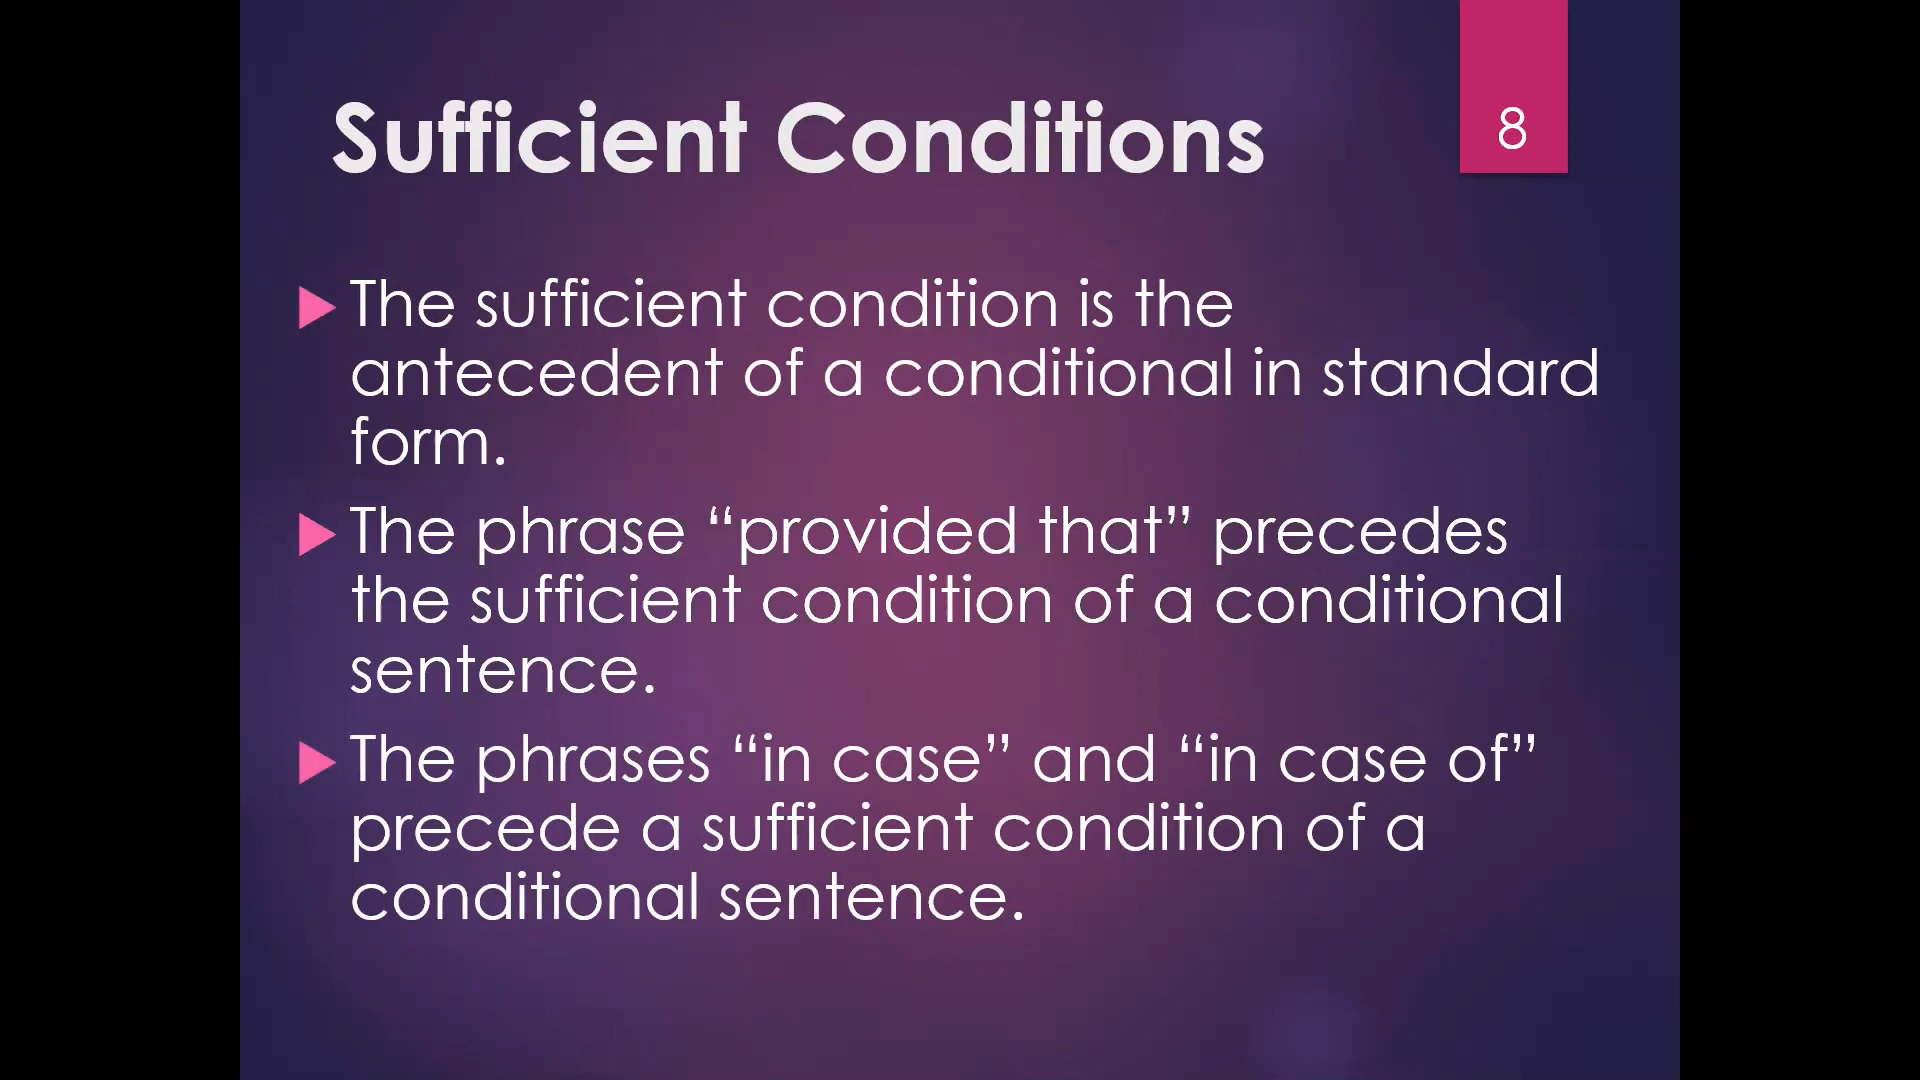 Sufficient Conditions
8
The sufficient condition is the
antecedent of a conditional in standard
form.
The phrase “provided that” precedes
the sufficient condition of a conditional
sentence.
The phrases “in case” and “in case of”
precede a sufficient condition of a
conditional sentence.